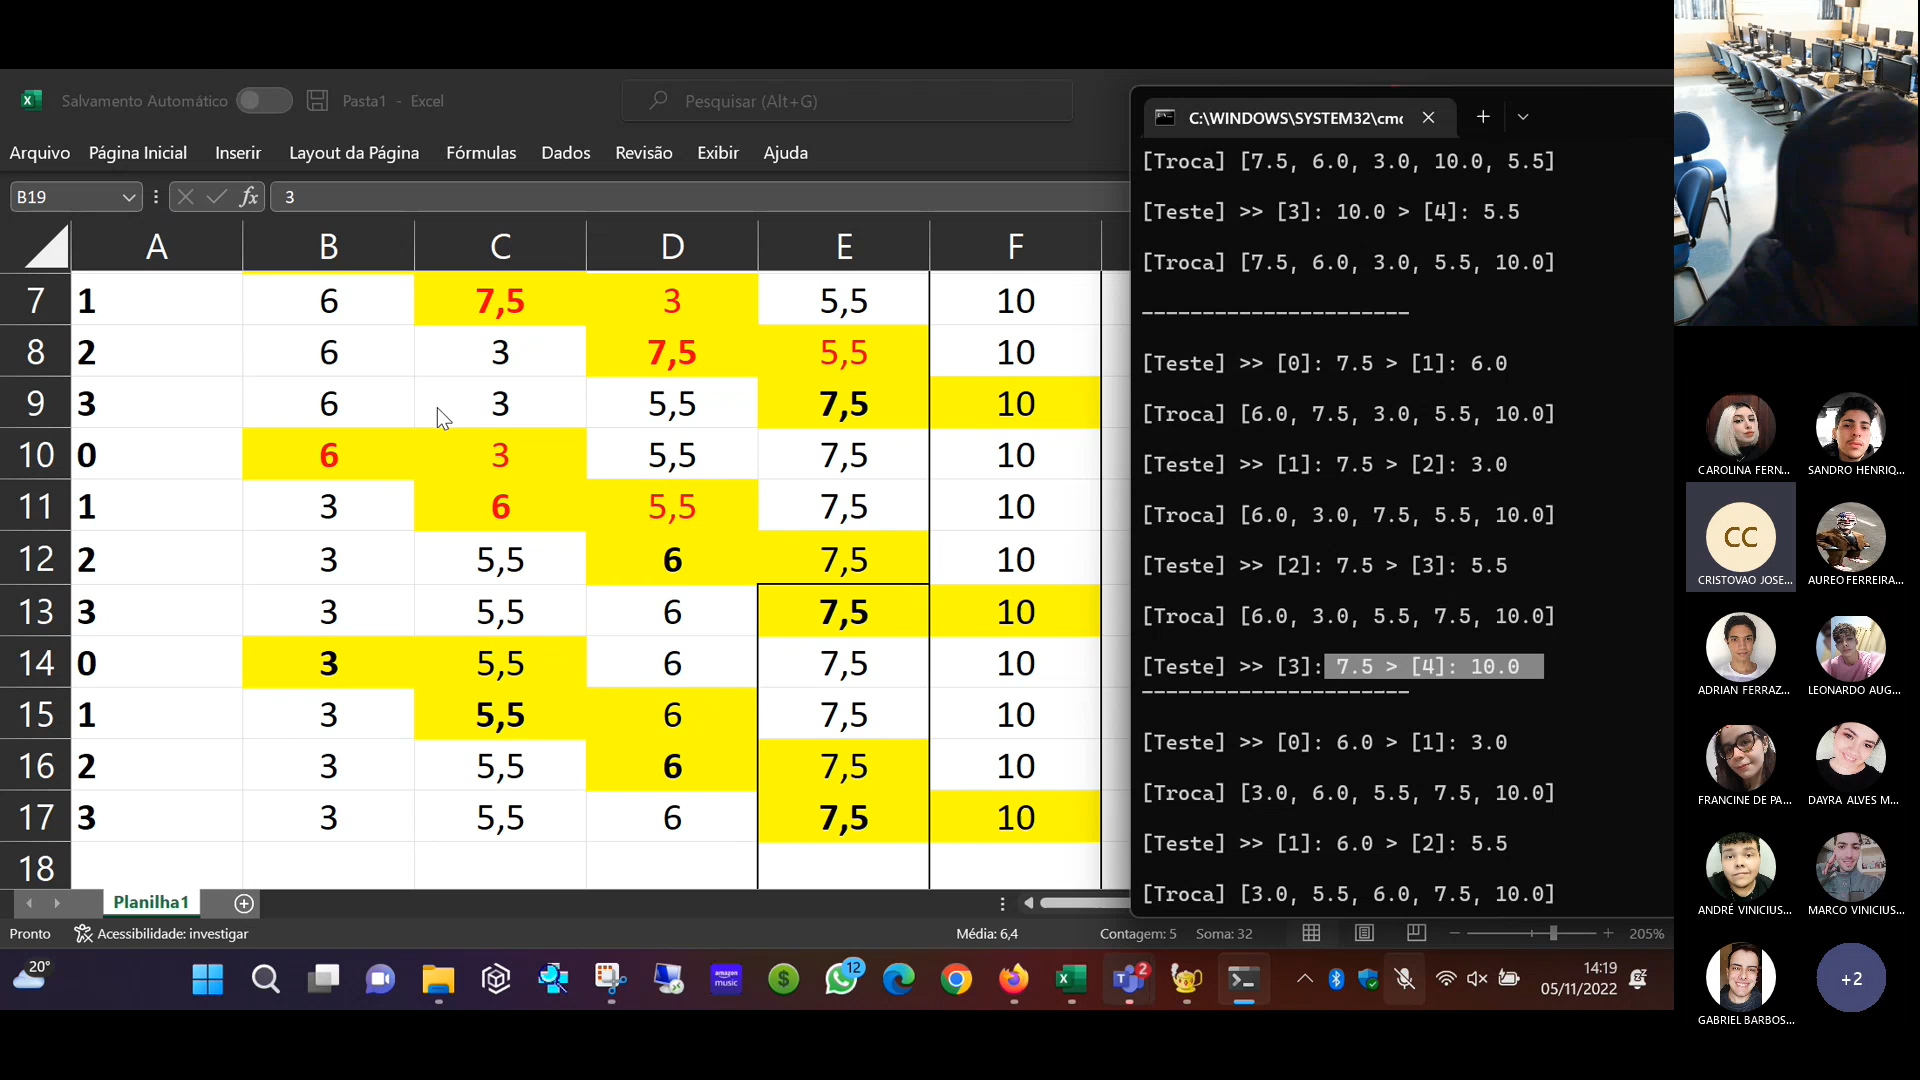 Salvamento Automático
Pasta1 - Excel
Pesquisar (Alt+G)
Arquivo Página Inicial Inserir Layout da Página Fórmulas Dados Revisão Exibir Ajuda
B19
fx
3
A B C D E F
7 1 6 7,5 3 5,5 10
8 2 6 3 7,5 5,5 10
9 3 6 3 5,5 7,5 10
10 0 6 3 5,5 7,5 10
11 1 3 6 5,5 7,5 10
12 2 3 5,5 6 7,5 10
13 3 3 5,5 6 7,5 10
14 0 3 5,5 6 7,5 10
15 1 3 5,5 6 7,5 10
16 2 3 5,5 6 7,5 10
17 3 3 5,5 6 7,5 10
18
Planilha1
Pronto
Acessibilidade: investigar
Média: 6,4
Contagem: 5
Soma: 32
205%
C:\WINDOWS\SYSTEM32\cmc
[Troca] [7.5, 6.0, 3.0, 10.0, 5.5]
[Teste] >> [3]: 10.0 > [4]: 5.5
[Troca] [7.5, 6.0, 3.0, 5.5, 10.0]
----------------------
[Teste] >> [0]: 7.5 > [1]: 6.0
[Troca] [6.0, 7.5, 3.0, 5.5, 10.0]
[Teste] >> [1]: 7.5 > [2]: 3.0
[Troca] [6.0, 3.0, 7.5, 5.5, 10.0]
[Teste] >> [2]: 7.5 > [3]: 5.5
[Troca] [6.0, 3.0, 5.5, 7.5, 10.0]
[Teste] >> [3]: 7.5 > [4]: 10.0
----------------------
[Teste] >> [0]: 6.0 > [1]: 3.0
[Troca] [3.0, 6.0, 5.5, 7.5, 10.0]
[Teste] >> [1]: 6.0 > [2]: 5.5
[Troca] [3.0, 5.5, 6.0, 7.5, 10.0]
20°
amazon
music
12
2
14:19
05/11/2022
CAROLINA FERN...
SANDRO HENRIQ...
CC
CRISTOVAO JOSE...
AUREO FERREIRA...
ADRIAN FERRAZ...
LEONARDO AUG...
FRANCINE DE PA...
DAYRA ALVES M...
ANDRÉ VINICIUS...
MARCO VINICIUS...
GABRIEL BARBOS...
+2